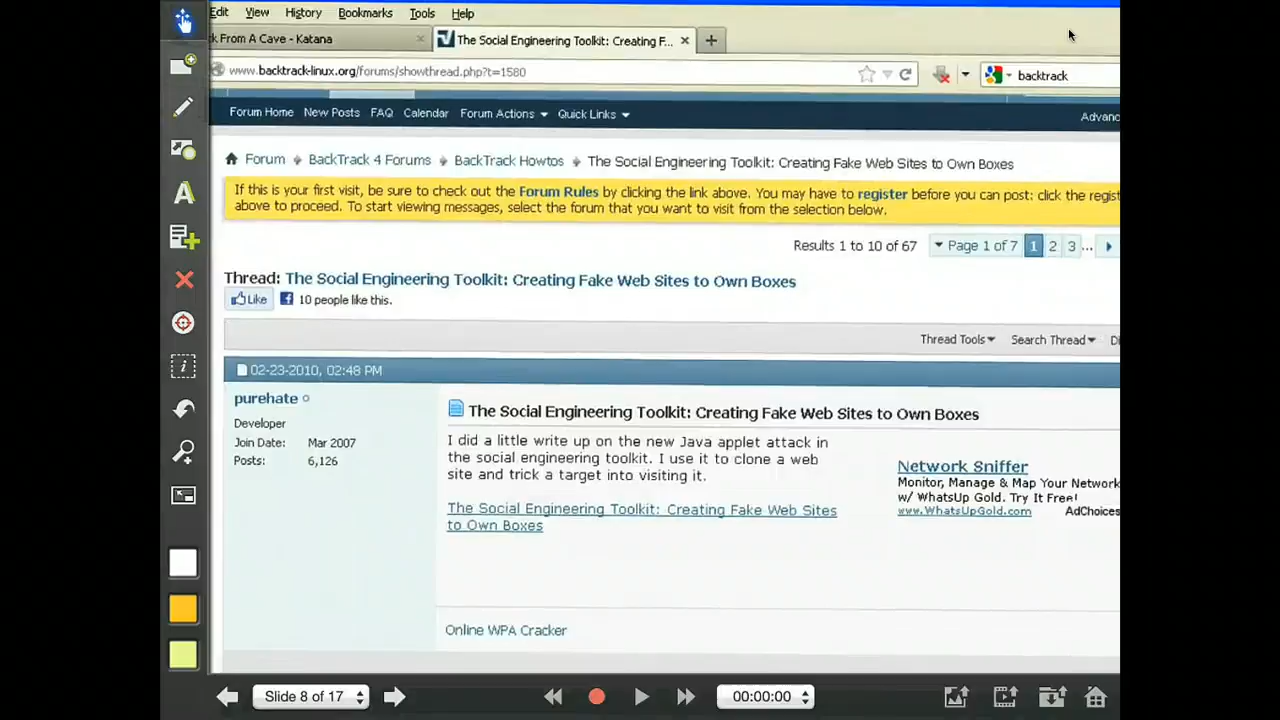 Edit View History Bookmarks Tools Help
k From A Cave - Katana
The Social Engineering Toolkit: Creating F...
www.backtrack-linux.org/forums/showthread.php?t=1580
backtrack
Forum Home New Posts FAQ Calendar Forum Actions Quick Links
Advanc
Forum BackTrack 4 Forums BackTrack Howtos The Social Engineering Toolkit: Creating Fake Web Sites to Own Boxes
If this is your first visit, be sure to check out the Forum Rules by clicking the link above. You may have to register before you can post: click the regist
above to proceed. To start viewing messages, select the forum that you want to visit from the selection below.
Results 1 to 10 of 67 Page 1 of 7 1 2 3 ...
Thread: The Social Engineering Toolkit: Creating Fake Web Sites to Own Boxes
Like 10 people like this.
Thread Tools Search Thread Di
02-23-2010, 02:48 PM
purehate
Developer
Join Date: Mar 2007
Posts: 6,126
The Social Engineering Toolkit: Creating Fake Web Sites to Own Boxes
I did a little write up on the new Java applet attack in
the social engineering toolkit. I use it to clone a web
site and trick a target into visiting it.
The Social Engineering Toolkit: Creating Fake Web Sites
to Own Boxes
Network Sniffer
Monitor, Manage & Map Your Network
w/ WhatsUp Gold. Try It Free!
www.WhatsUpGold.com AdChoices
Online WPA Cracker
Slide 8 of 17
00:00:00